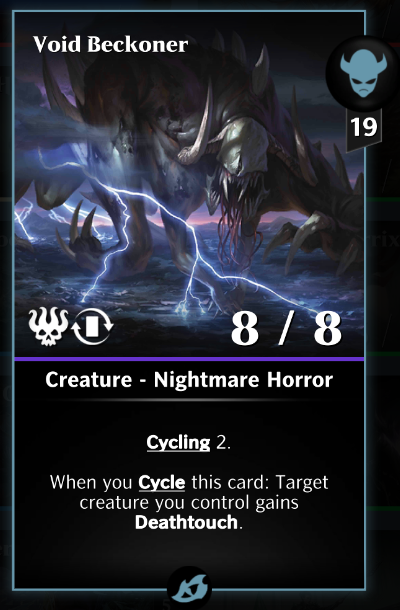 Void Beckoner
19
8 / 8
Creature - Nightmare Horror
Cycling 2.
When you Cycle this card: Target
creature you control gains
Deathtouch.